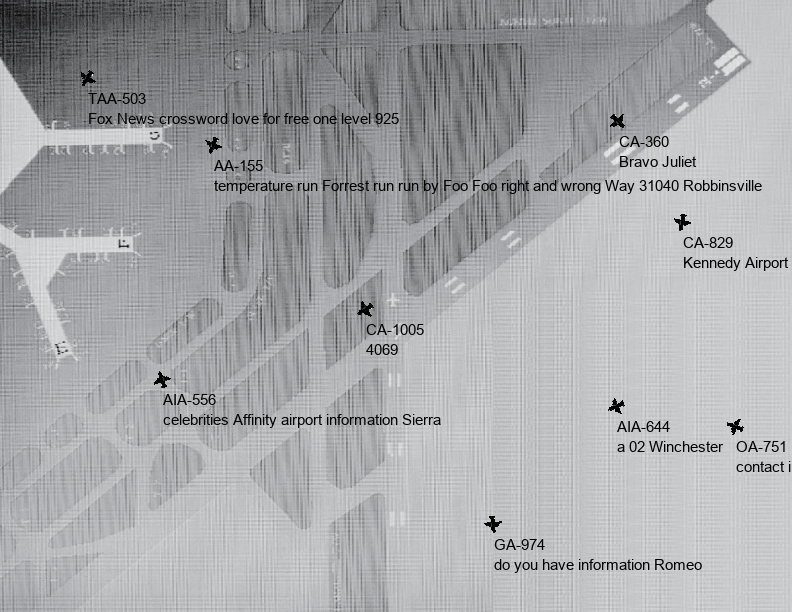 TAA-503
Fox News crossword love for free one level 925
AA-155
temperature run Forrest run run by Foo Foo right and wrong Way 31040 Robbinsville
CA-360
Bravo Juliet
CA-829
Kennedy Airport
CA-1005
4069
AIA-556
celebrities Affinity airport information Sierra
AIA-644
a 02 Winchester
OA-751
contact i
GA-974
do you have information Romeo